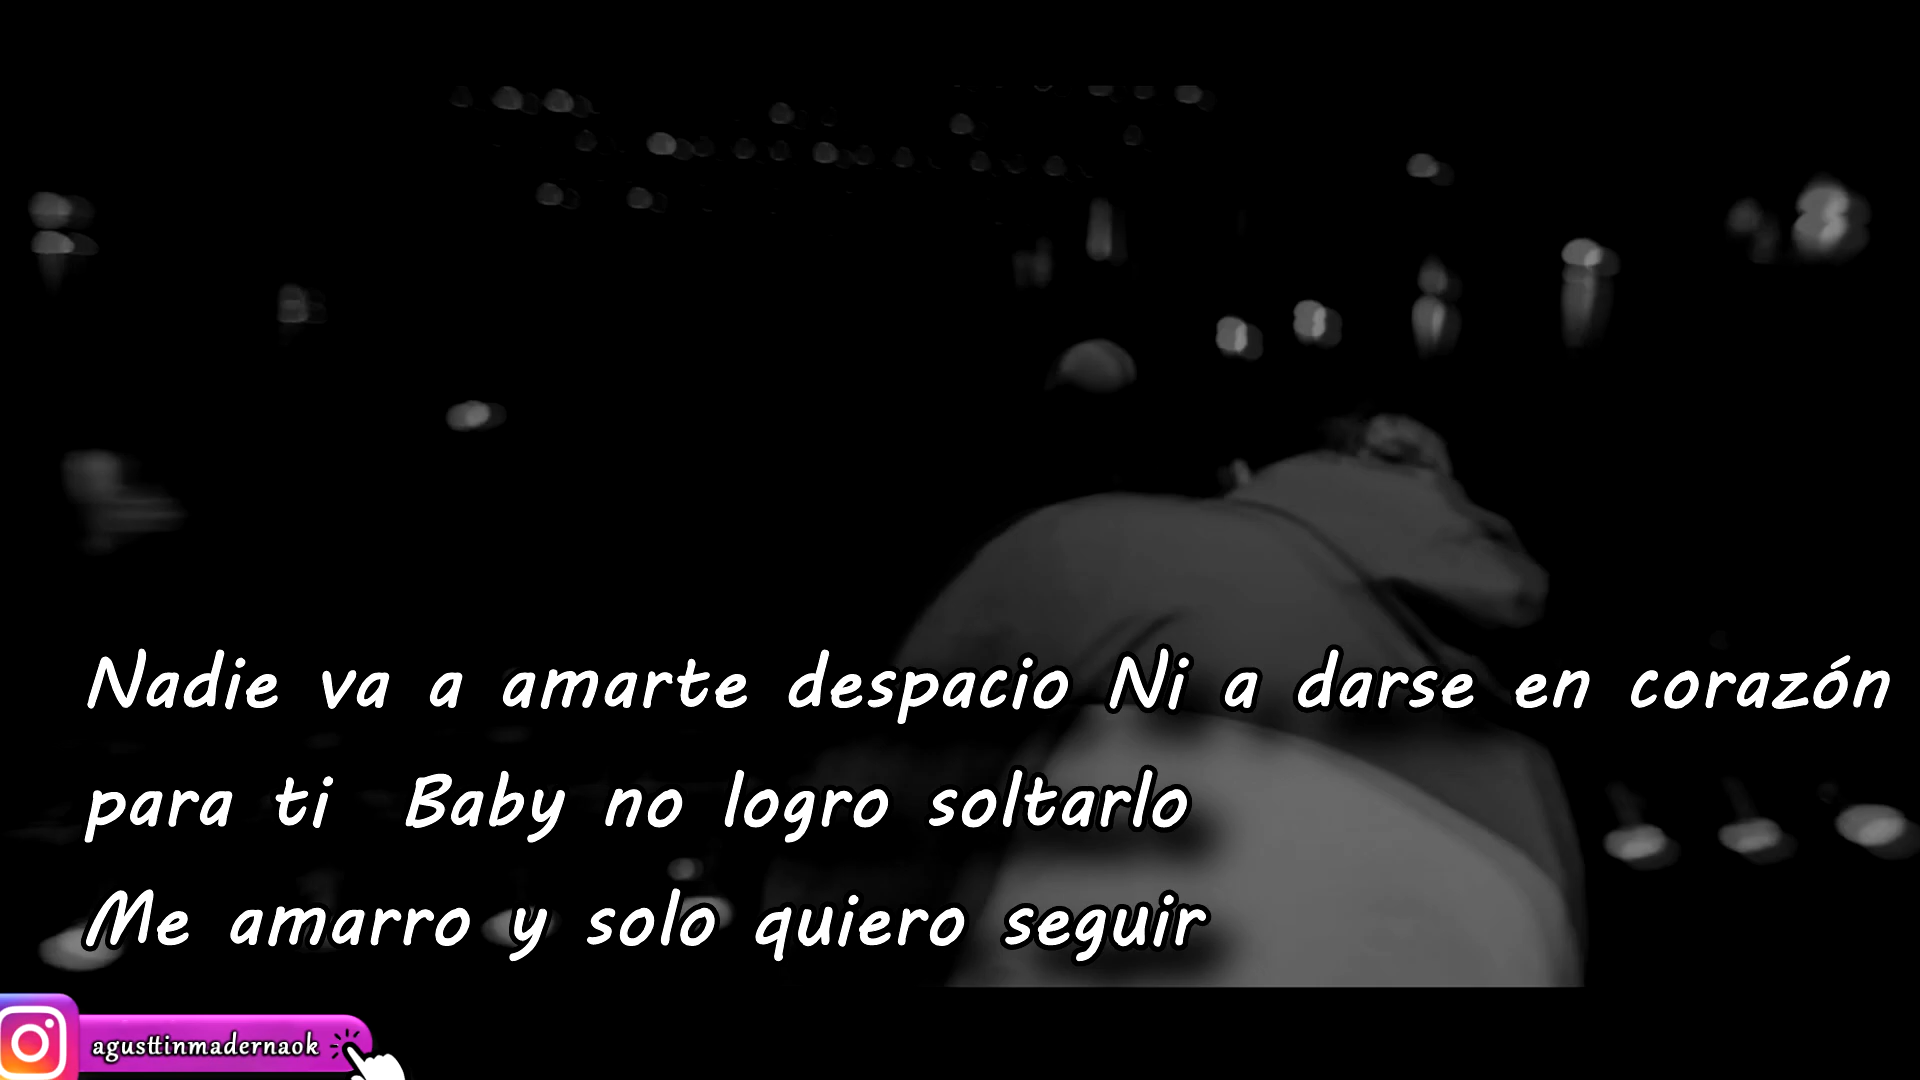 Nadie va a amarte despacio Ni a darse en corazón
para ti Baby no logro soltarlo
Me amarro y solo quiero seguir
agusttinmadernaok